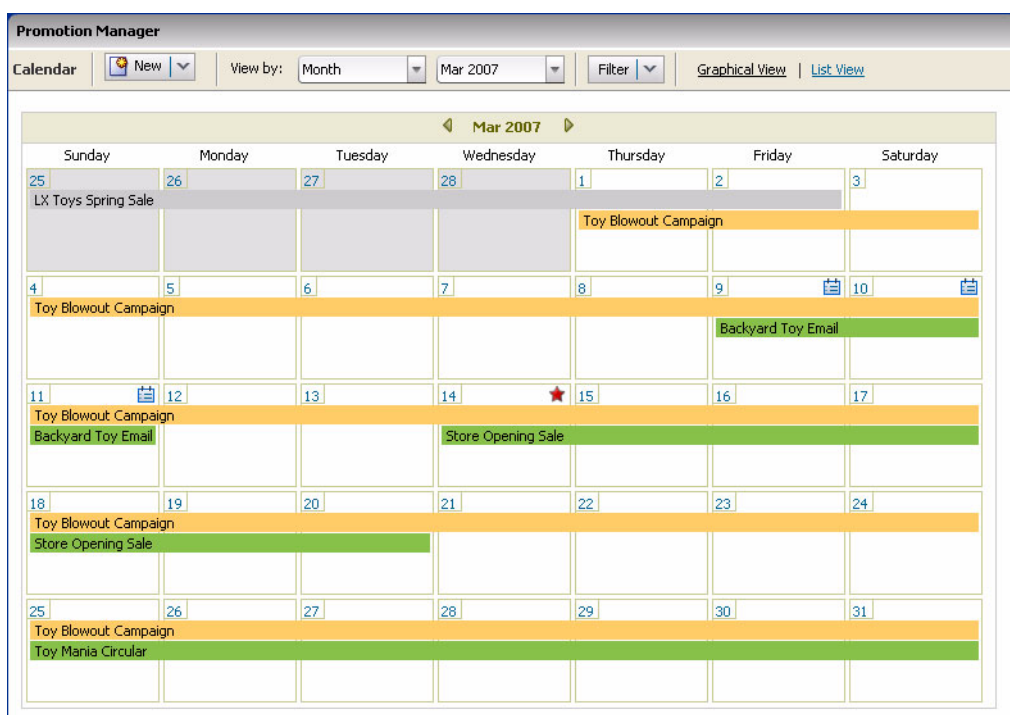 Promotion Manager
Calendar New View by: Month Mar 2007 Filter Graphical View | List View
Mar 2007
Sunday Monday Tuesday Wednesday Thursday Friday Saturday
25 26 27 28 1 2 3
LX Toys Spring Sale
Toy Blowout Campaign
4 5 6 7 8 9 10
Toy Blowout Campaign
Backyard Toy Email
11 12 13 14 15 16 17
Toy Blowout Campaign
Backyard Toy Email Store Opening Sale
18 19 20 21 22 23 24
Toy Blowout Campaign
Store Opening Sale
25 26 27 28 29 30 31
Toy Blowout Campaign
Toy Mania Circular